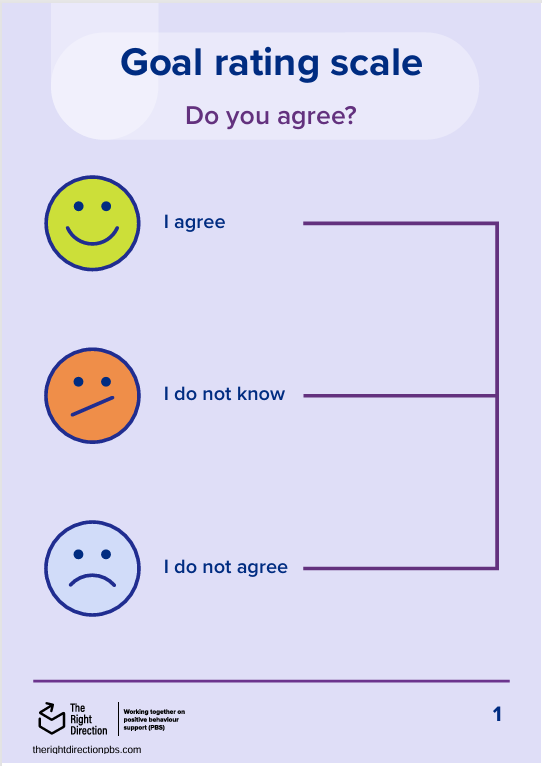 Goal rating scale
Do you agree?
I agree
I do not know
I do not agree
The
Right
Direction
Working together on
positive behaviour
support (PBS)
1
therightdirectionpbs.com